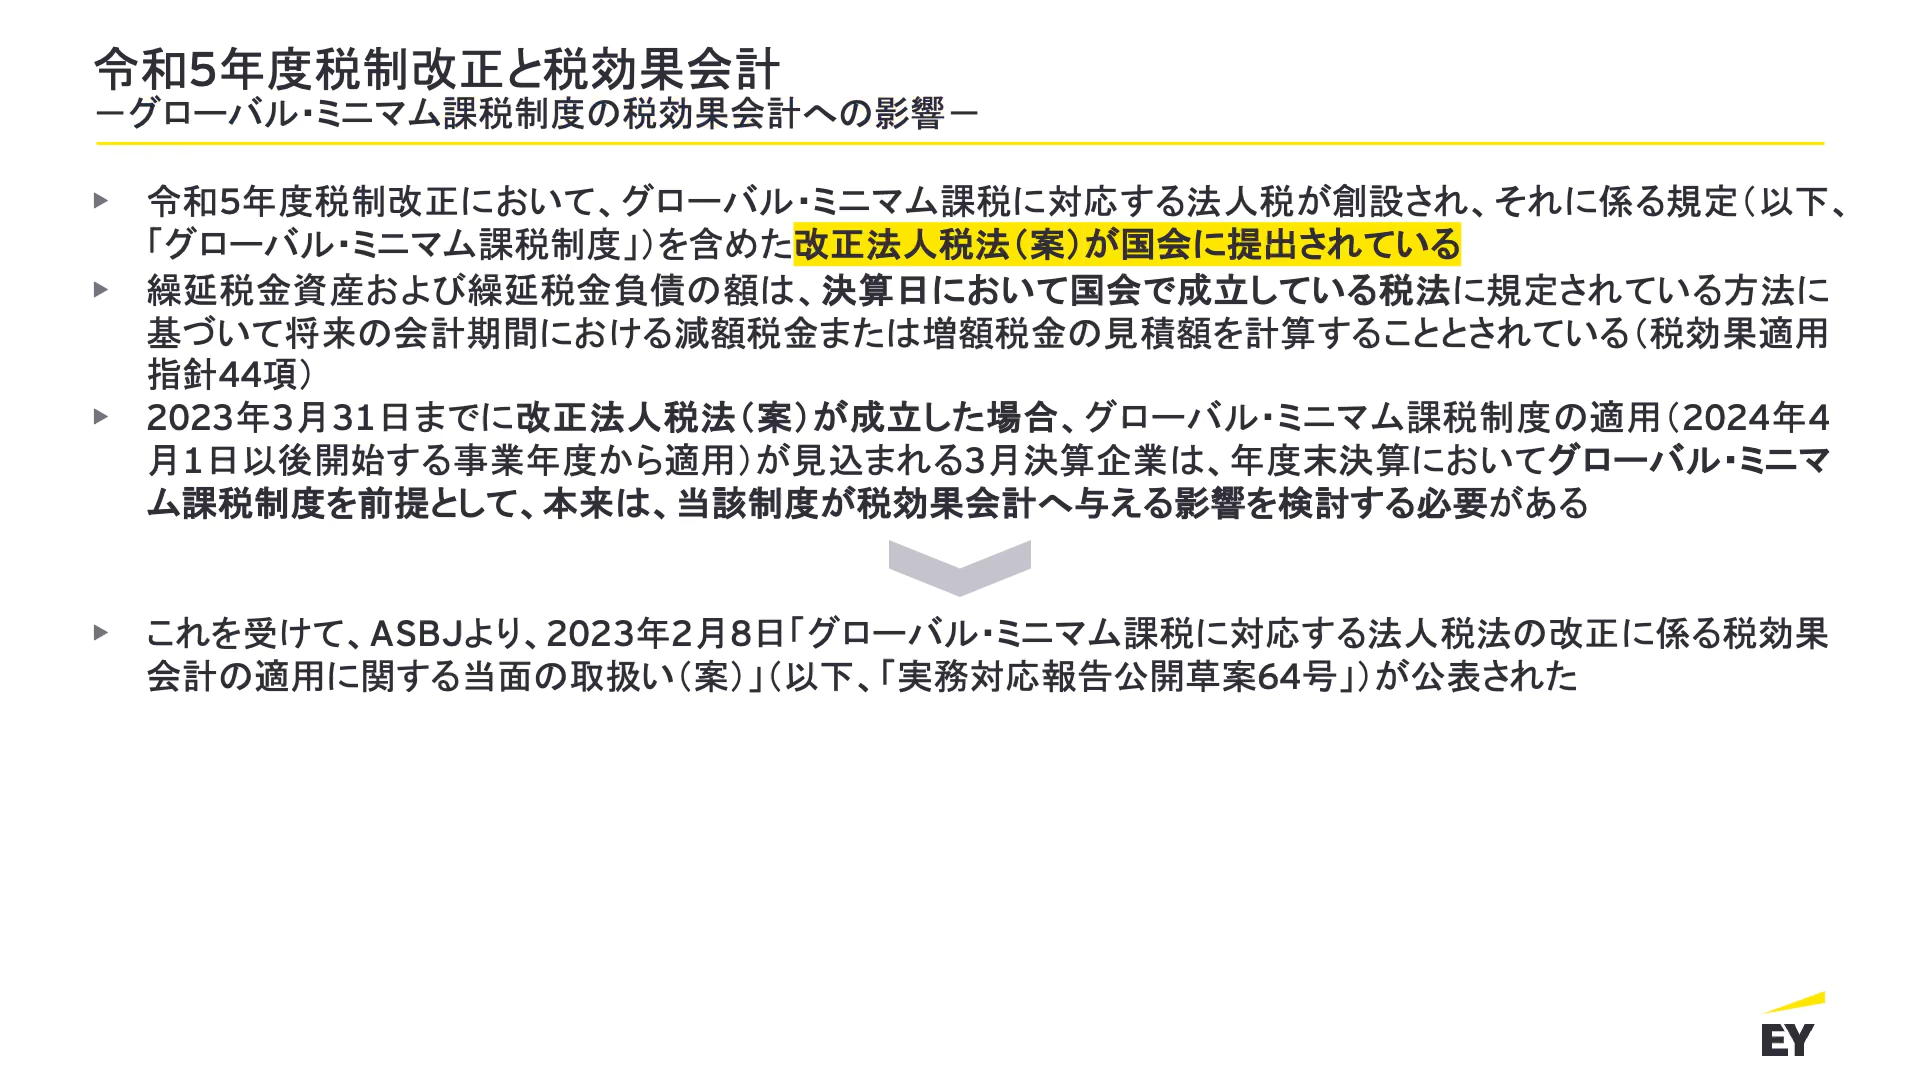 令和5年度税制改正と税効果会計
－グローバル・ミニマム課税制度の税効果会計への影響－
令和5年度税制改正において、グローバル・ミニマム課税に対応する法人税が創設され、それに係る規定（以下、
「グローバル・ミニマム課税制度」）を含めた改正法人税法（案）が国会に提出されている
繰延税金資産および繰延税金負債の額は、決算日において国会で成立している税法に規定されている方法に
基づいて将来の会計期間における減額税金または増額税金の見積額を計算することとされている（税効果適用
指針44項）
2023年3月31日までに改正法人税法（案）が成立した場合、グローバル・ミニマム課税制度の適用（2024年4
月1日以後開始する事業年度から適用）が見込まれる3月決算企業は、年度末決算においてグローバル・ミニマ
ム課税制度を前提として、本来は、当該制度が税効果会計へ与える影響を検討する必要がある
これを受けて、ASBJより、2023年2月8日「グローバル・ミニマム課税に対応する法人税法の改正に係る税効果
会計の適用に関する当面の取扱い（案）」（以下、「実務対応報告公開草案64号」）が公表された
EY